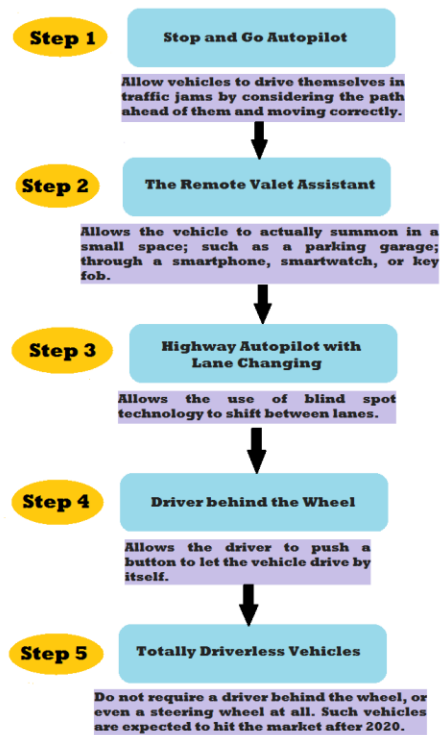 Step 1
Stop and Go Autopilot
Allow vehicles to drive themselves in
traffic jams by considering the path
ahead of them and moving correctly.
Step 2
The Remote Valet Assistant
Allows the vehicle to actually summon in a
small space; such as a parking garage;
through a smartphone, smartwatch, or key
fob.
Step 3
Highway Autopilot with
Lane Changing
Allows the use of blind spot
technology to shift between lanes.
Step 4
Driver behind the Wheel
Allows the driver to push a
button to let the vehicle drive by
itself.
Step 5
Totally Driverless Vehicles
Do not require a driver behind the wheel, or
even a steering wheel at all. Such vehicles
are expected to hit the market after 2020.